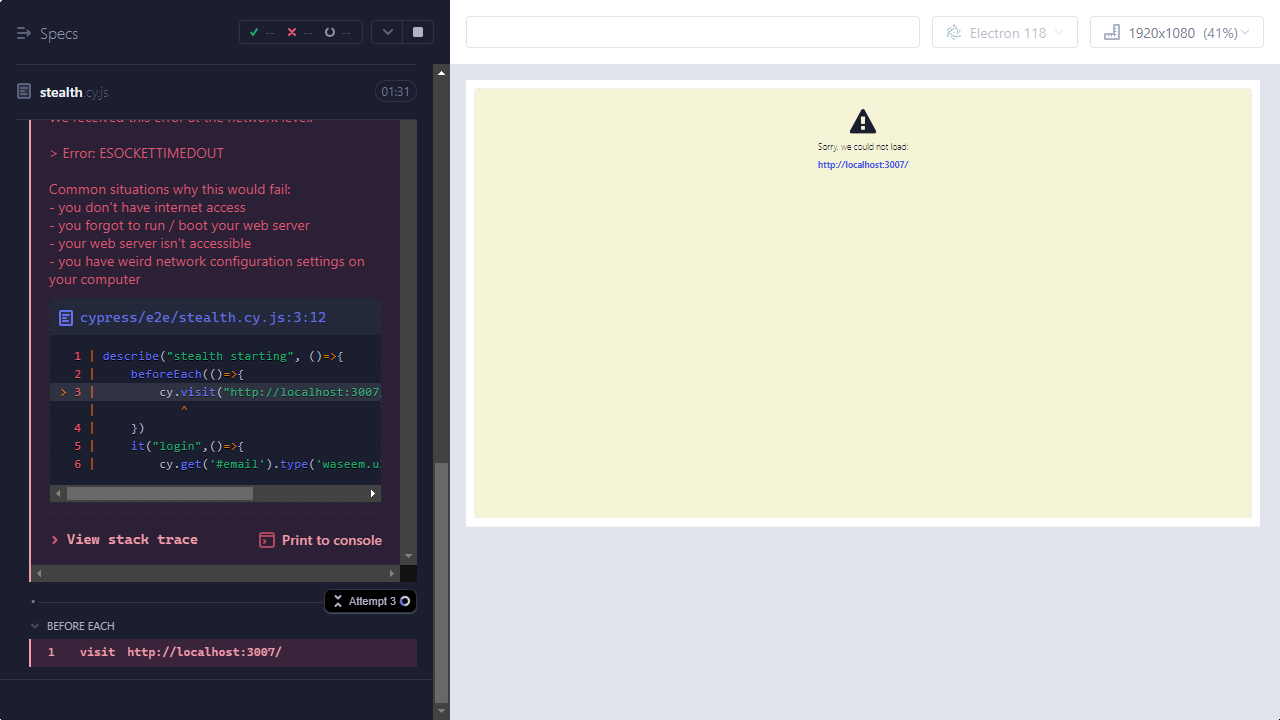 Specs
--
--
--
Electron 118
1920x1080 (41%)
stealth.cy.js
01:31
We received this error at the network level:
> Error: ESOCKETTIMEDOUT
Common situations why this would fail:
- you don't have internet access
- you forgot to run / boot your web server
- your web server isn't accessible
- you have weird network configuration settings on
your computer
cypress/e2e/stealth.cy.js:3:12
1 | describe("stealth starting", ()=>{
2 |     beforeEach(()=>{
> 3 |         cy.visit("http://localhost:3007
|            ^
4 |     })
5 |     it("login",()=>{
6 |         cy.get('#email').type('waseem.u
View stack trace
Print to console
Attempt 3
BEFORE EACH
1 visit http://localhost:3007/
Sorry, we could not load:
http://localhost:3007/